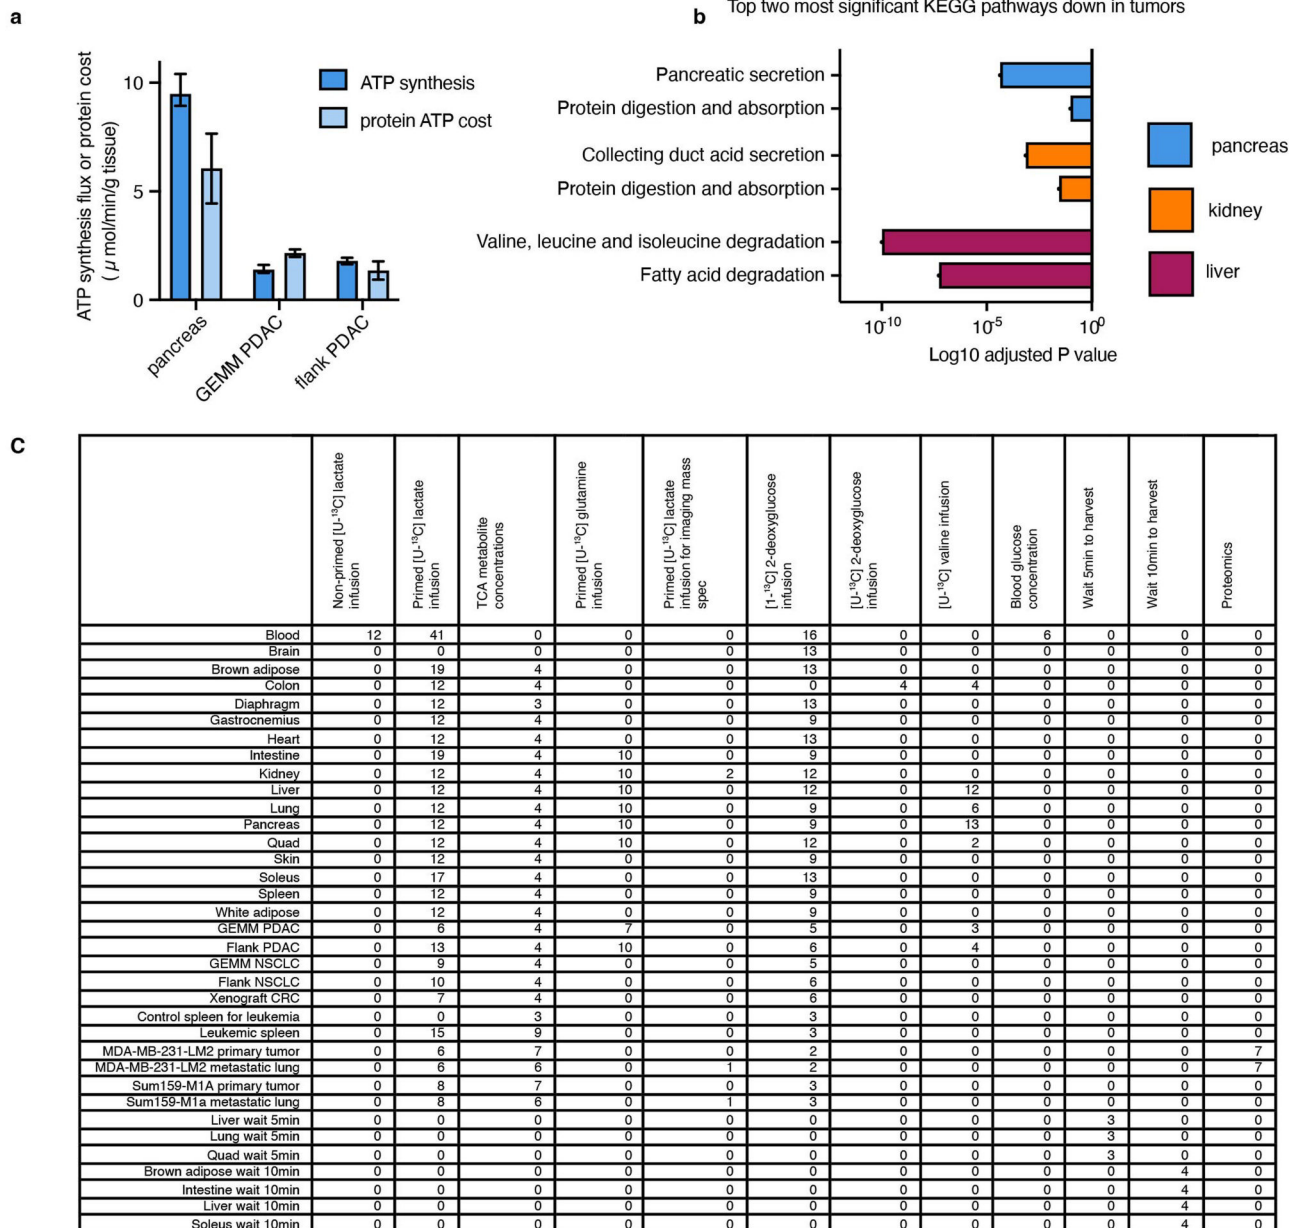 a
ATP synthesis flux or protein cost
( μ mol/min/g tissue)
10
5
0
ATP synthesis
protein ATP cost
pancreas
GEMM PDAC
flank PDAC
b
Top two most significant KEGG pathways down in tumors
Pancreatic secretion
Protein digestion and absorption
Collecting duct acid secretion
Protein digestion and absorption
Valine, leucine and isoleucine degradation
Fatty acid degradation
10-10 10-5 100
Log10 adjusted P value
pancreas
kidney
liver
C
Non-primed [U-13C] lactate infusion
Primed [U-13C] lactate infusion
TCA metabolite concentrations
Primed [U-13C] glutamine infusion
Primed [U-13C] lactate infusion for imaging mass spec
[1-13C] 2-deoxyglucose infusion
[U-13C] 2-deoxyglucose infusion
[U-13C] valine infusion
Blood glucose concentration
Wait 5min to harvest
Wait 10min to harvest
Proteomics
Blood 12 41 0 0 0 16 0 0 6 0 0 0
Brain 0 0 0 0 0 13 0 0 0 0 0 0
Brown adipose 0 19 4 0 0 13 0 0 0 0 0 0
Colon 0 12 4 0 0 0 4 4 0 0 0 0
Diaphragm 0 12 3 0 0 13 0 0 0 0 0 0
Gastrocnemius 0 12 4 0 0 9 0 0 0 0 0 0
Heart 0 12 4 0 0 13 0 0 0 0 0 0
Intestine 0 19 4 10 0 9 0 0 0 0 0 0
Kidney 0 12 4 10 2 12 0 0 0 0 0 0
Liver 0 12 4 10 0 12 0 12 0 0 0 0
Lung 0 12 4 10 0 9 0 6 0 0 0 0
Pancreas 0 12 4 10 0 9 0 13 0 0 0 0
Quad 0 12 4 10 0 12 0 2 0 0 0 0
Skin 0 12 4 0 0 9 0 0 0 0 0 0
Soleus 0 17 4 0 0 13 0 0 0 0 0 0
Spleen 0 12 4 0 0 9 0 0 0 0 0 0
White adipose 0 12 4 0 0 9 0 0 0 0 0 0
GEMM PDAC 0 6 4 7 0 5 0 3 0 0 0 0
Flank PDAC 0 13 4 10 0 6 0 4 0 0 0 0
GEMM NSCLC 0 9 4 0 0 5 0 0 0 0 0 0
Flank NSCLC 0 10 4 0 0 6 0 0 0 0 0 0
Xenograft CRC 0 7 4 0 0 6 0 0 0 0 0 0
Control spleen for leukemia 0 0 3 0 0 3 0 0 0 0 0 0
Leukemic spleen 0 15 9 0 0 3 0 0 0 0 0 0
MDA-MB-231-LM2 primary tumor 0 6 7 0 0 2 0 0 0 0 0 7
MDA-MB-231-LM2 metastatic lung 0 6 6 0 1 2 0 0 0 0 0 7
Sum159-M1A primary tumor 0 8 7 0 0 3 0 0 0 0 0 0
Sum159-M1a metastatic lung 0 8 6 0 1 3 0 0 0 0 0 0
Liver wait 5min 0 0 0 0 0 0 0 0 0 3 0 0
Lung wait 5min 0 0 0 0 0 0 0 0 0 3 0 0
Quad wait 5min 0 0 0 0 0 0 0 0 0 3 0 0
Brown adipose wait 10min 0 0 0 0 0 0 0 0 0 0 4 0
Intestine wait 10min 0 0 0 0 0 0 0 0 0 0 4 0
Liver wait 10min 0 0 0 0 0 0 0 0 0 0 4 0
Soleus wait 10min 0 0 0 0 0 0 0 0 0 0 4 0